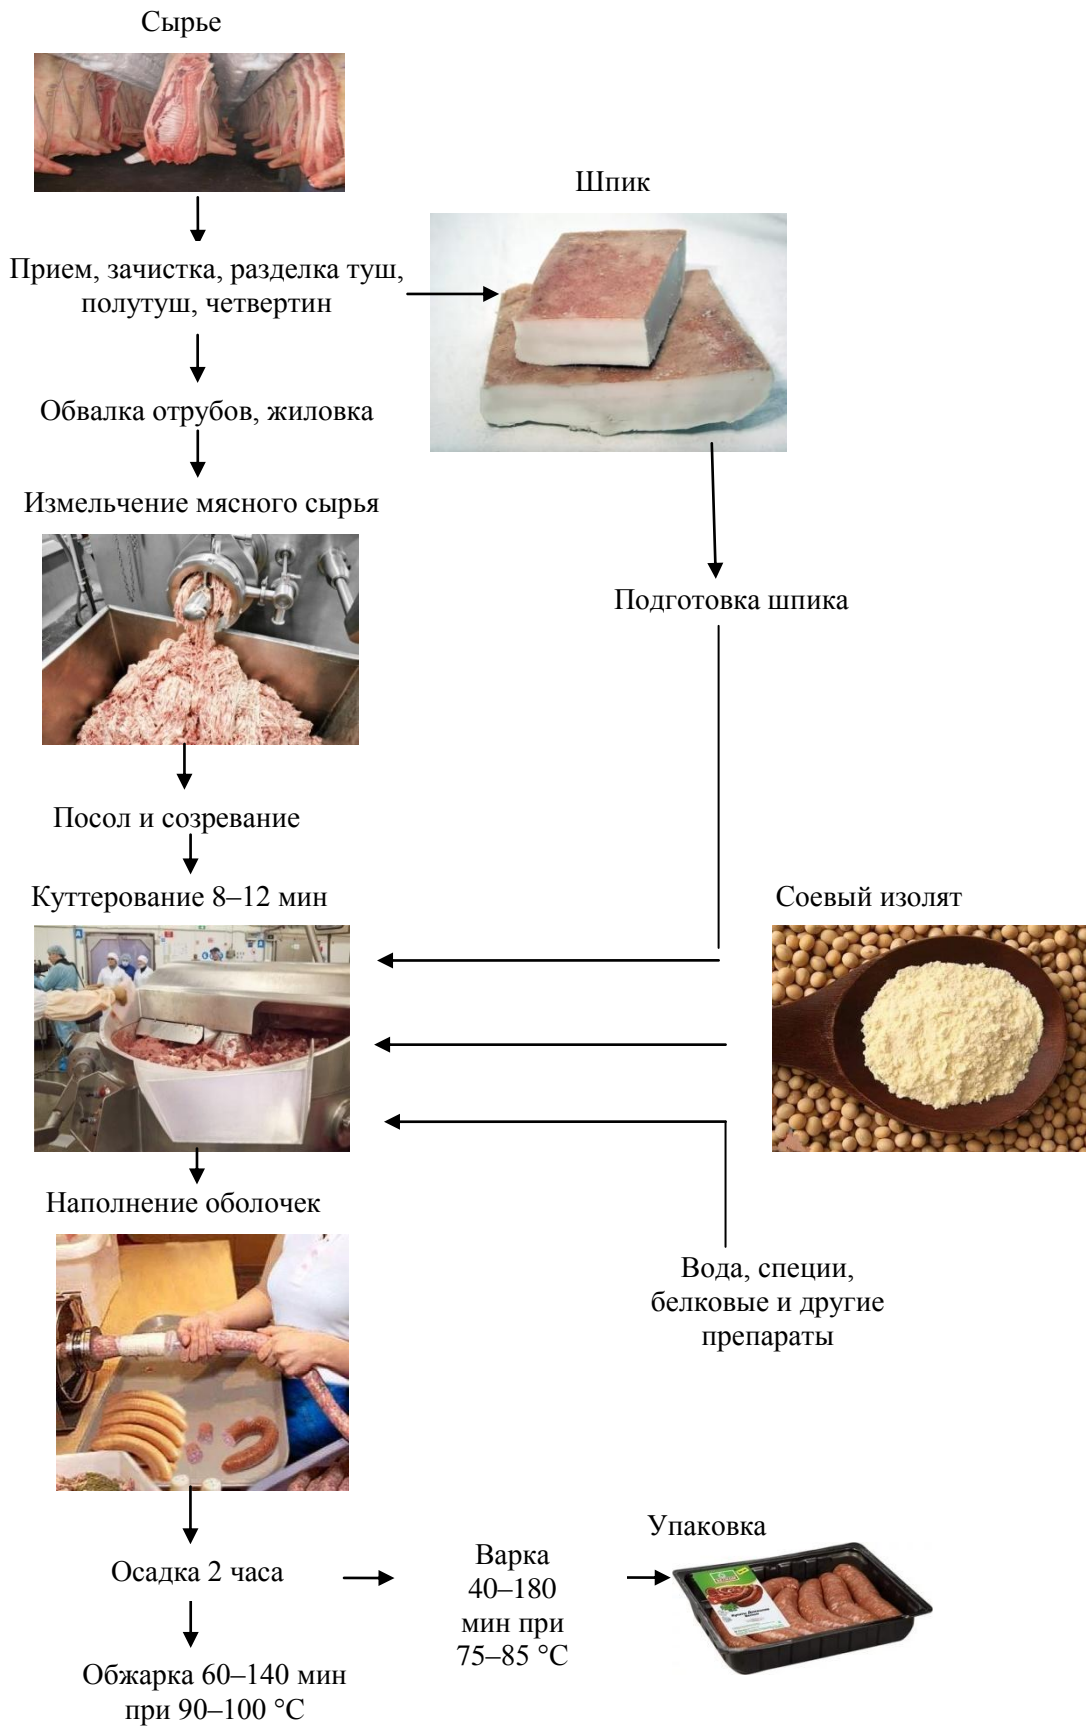 Сырье
Шпик
Прием, зачистка, разделка туш,
полутуш, четвертин
Обвалка отрубов, жиловка
Измельчение мясного сырья
Подготовка шпика
Посол и созревание
Куттерование 8–12 мин
Соевый изолят
Наполнение оболочек
Вода, специи,
белковые и другие
препараты
Осадка 2 часа
Варка
40–180
мин при
75–85 °С
Упаковка
Обжарка 60–140 мин
при 90–100 °С